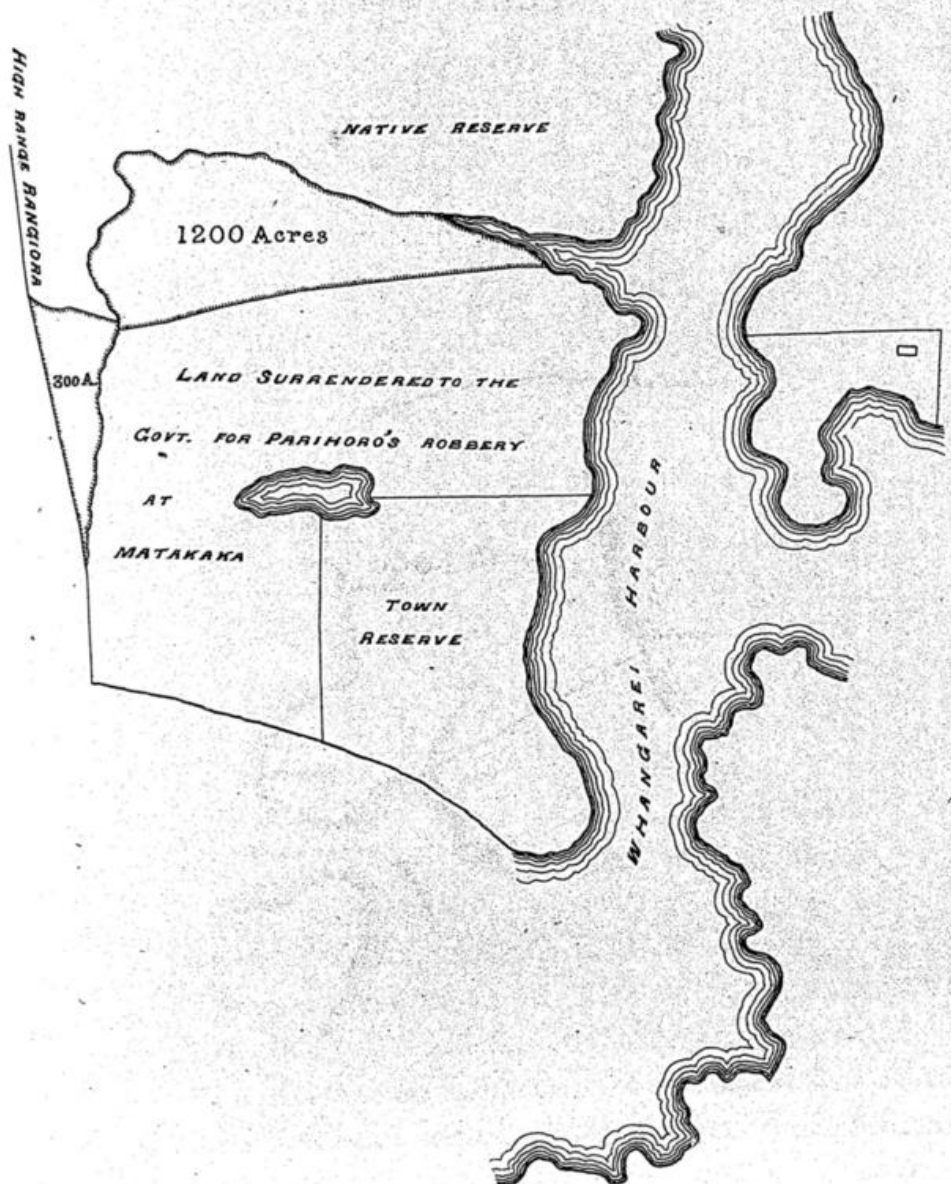 HIGH RANGE RANGIORA
NATIVE RESERVE
1200 Acres
300 A.
LAND SURRENDERED TO THE
GOVT. FOR PARIHORO'S ROBBERY
AT
MATAKAKA
TOWN
RESERVE
WHANGAREI HARBOUR